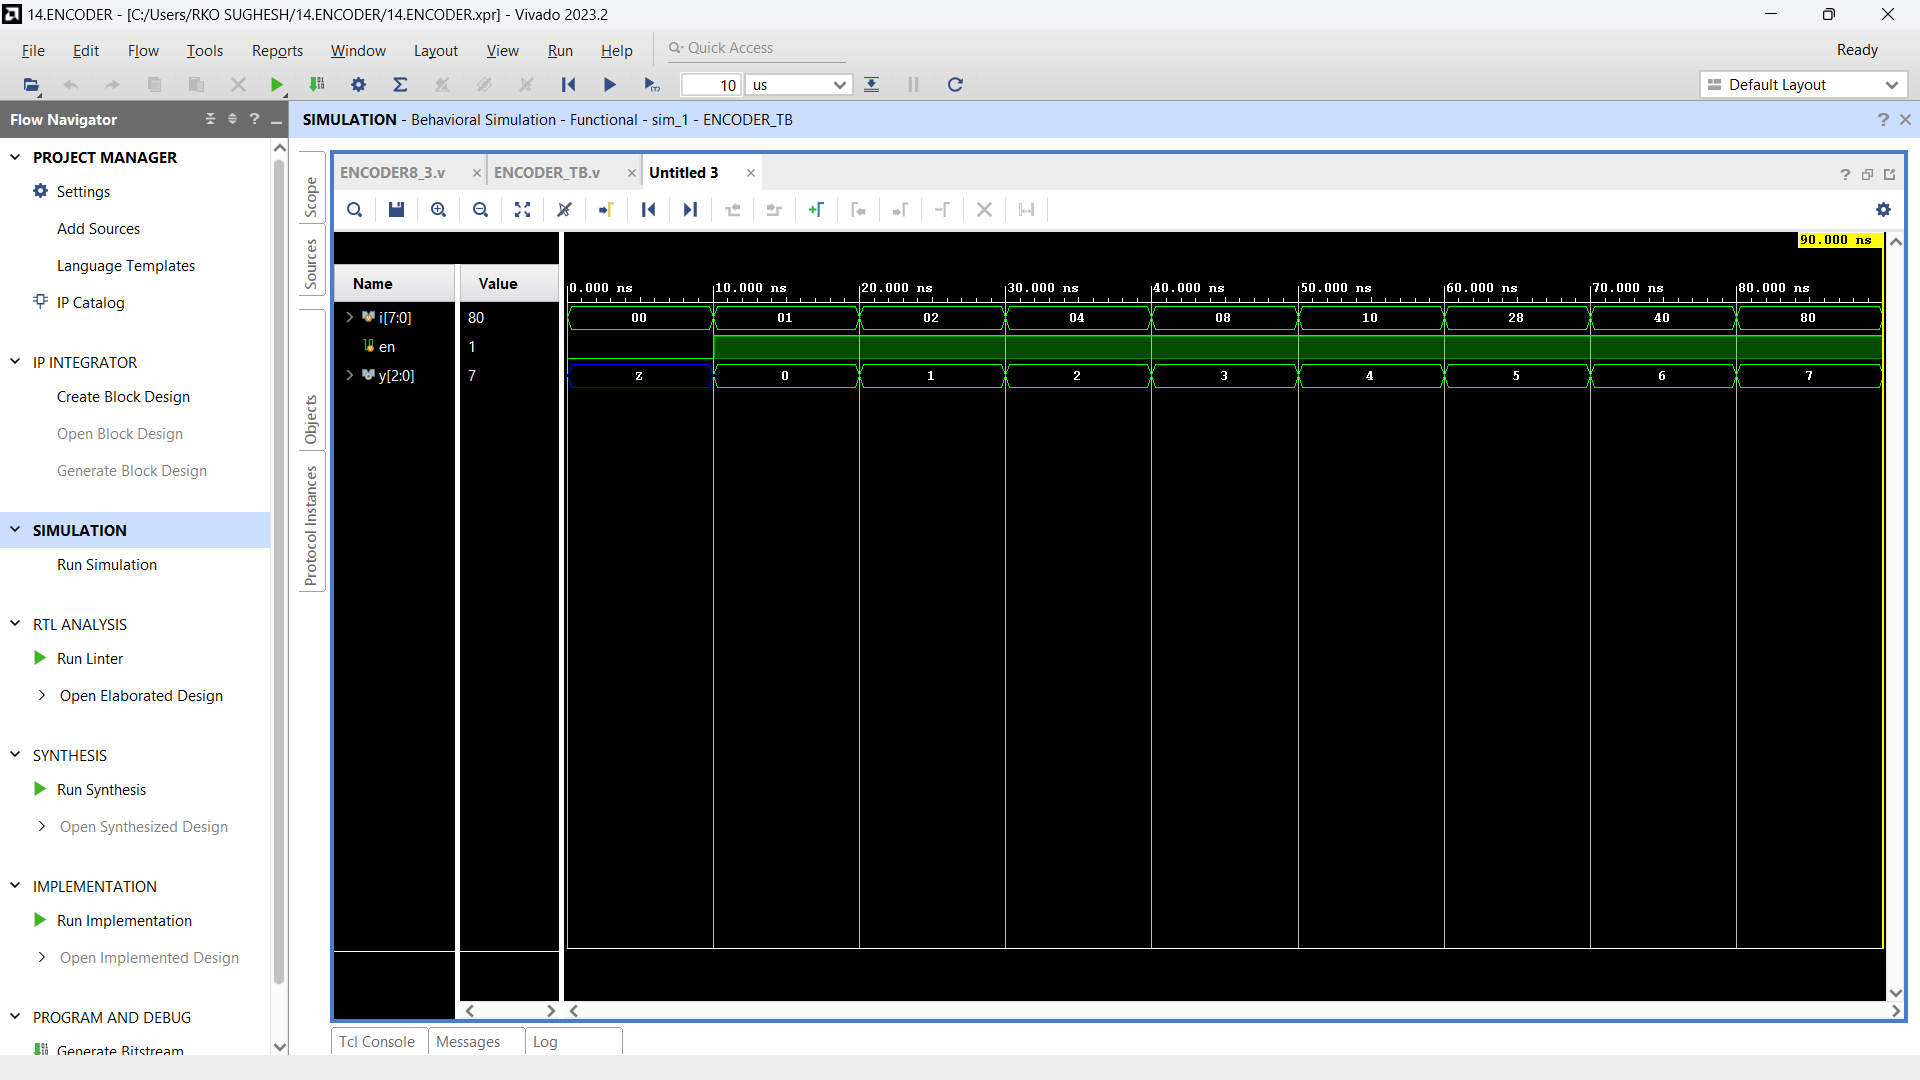 14.ENCODER - [C:/Users/RKO SUGHESH/14.ENCODER/14.ENCODER.xpr] - Vivado 2023.2
File Edit Flow Tools Reports Window Layout View Run Help Quick Access Ready
10 us Default Layout
Flow Navigator
SIMULATION - Behavioral Simulation - Functional - sim_1 - ENCODER_TB
PROJECT MANAGER
Settings
Add Sources
Language Templates
IP Catalog
IP INTEGRATOR
Create Block Design
Open Block Design
Generate Block Design
SIMULATION
Run Simulation
RTL ANALYSIS
Run Linter
Open Elaborated Design
SYNTHESIS
Run Synthesis
Open Synthesized Design
IMPLEMENTATION
Run Implementation
Open Implemented Design
PROGRAM AND DEBUG
Generate Bitstream
Scope
Sources
Objects
Protocol Instances
ENCODER8_3.v ENCODER_TB.v Untitled 3
90.000 ns
Name Value
0.000 ns 10.000 ns 20.000 ns 30.000 ns 40.000 ns 50.000 ns 60.000 ns 70.000 ns 80.000 ns
i[7:0] 80 00 01 02 04 08 10 28 40 80
en 1
y[2:0] 7 Z 0 1 2 3 4 5 6 7
Tcl Console Messages Log